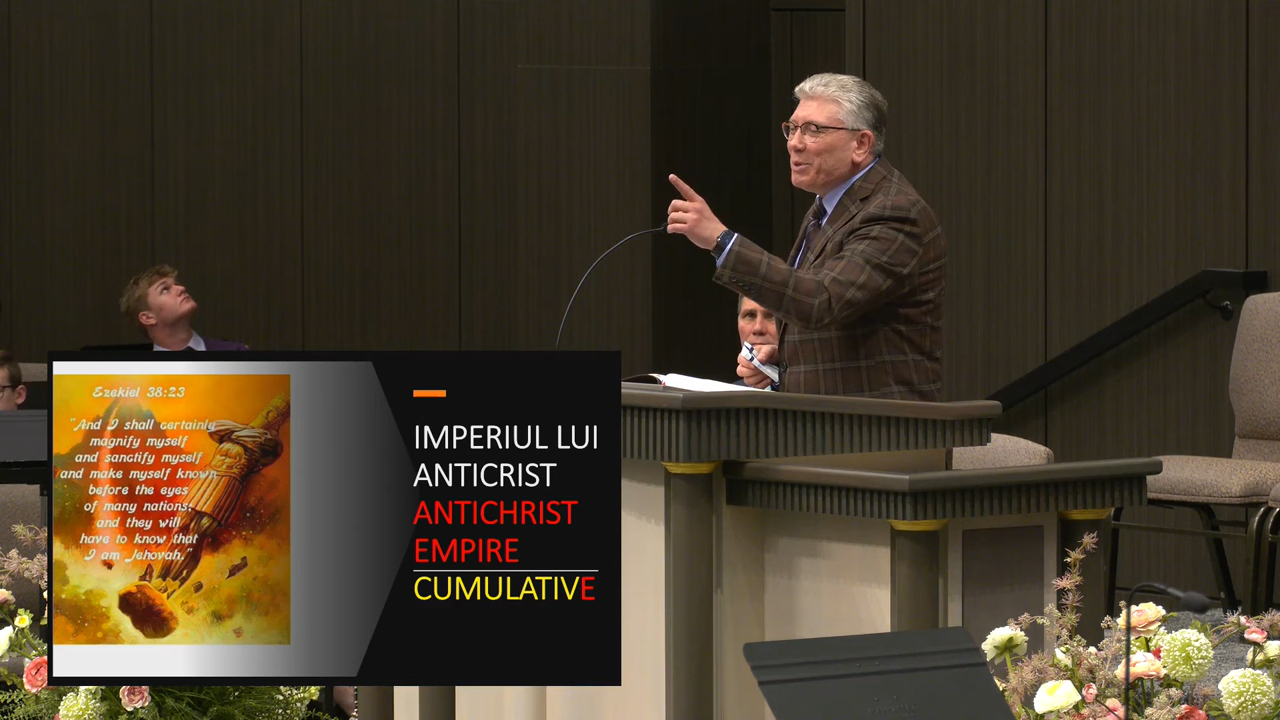 Ezekiel 38:23
"And I shall certainly
magnify myself
and sanctify myself
and make myself known
before the eyes
of many nations;
and they will
have to know that
I am Jehovah."
IMPERIUL LUI
ANTICRIST
ANTICHRIST
EMPIRE
CUMULATIVE